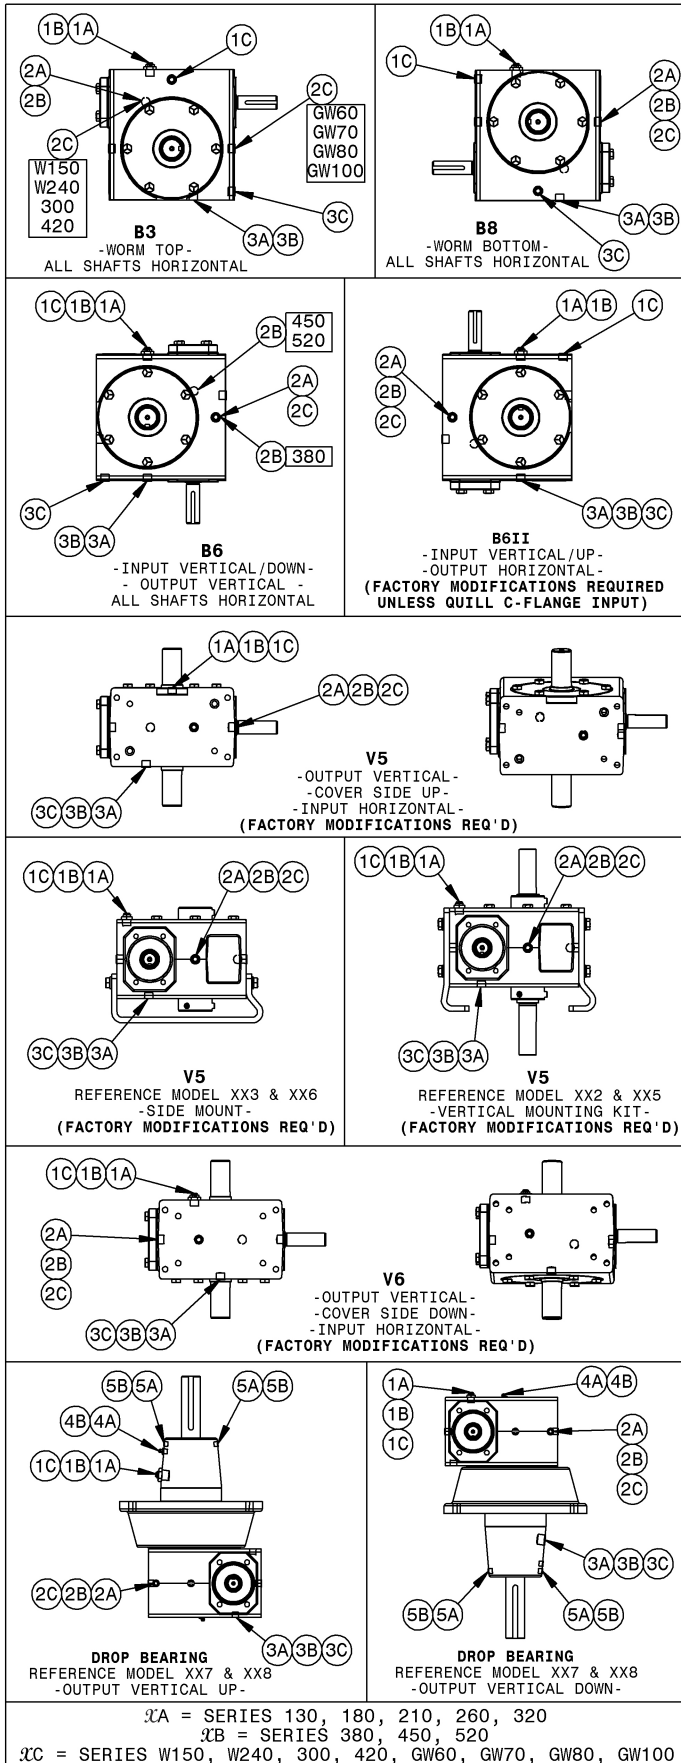 1B 1A
1C
2A
2B
2C
2C
GW60
GW70
GW80
GW100
W150
W240
300
420
3C
3A 3B
B3
-WORM TOP-
ALL SHAFTS HORIZONTAL
1B 1A
1C
2A
2B
2C
3A 3B
3C
B8
-WORM BOTTOM-
ALL SHAFTS HORIZONTAL
1C 1B 1A
2B
450
520
2A
2C
2B 380
3C
3B 3A
B6
-INPUT VERTICAL/DOWN-
- OUTPUT VERTICAL -
ALL SHAFTS HORIZONTAL
1A 1B
1C
2A
2B
2C
3A 3B 3C
B6II
-INPUT VERTICAL/UP-
-OUTPUT HORIZONTAL-
(FACTORY MODIFICATIONS REQUIRED
UNLESS QUILL C-FLANGE INPUT)
1A 1B 1C
2A 2B 2C
3C 3B 3A
V5
-OUTPUT VERTICAL-
-COVER SIDE UP-
-INPUT HORIZONTAL-
(FACTORY MODIFICATIONS REQ'D)
1C 1B 1A
2A 2B 2C
3C 3B 3A
V5
REFERENCE MODEL XX3 & XX6
-SIDE MOUNT-
(FACTORY MODIFICATIONS REQ'D)
1C 1B 1A
2A 2B 2C
3C 3B 3A
V5
REFERENCE MODEL XX2 & XX5
-VERTICAL MOUNTING KIT-
(FACTORY MODIFICATIONS REQ'D)
1C 1B 1A
2A
2B
2C
3C 3B 3A
V6
-OUTPUT VERTICAL-
-COVER SIDE DOWN-
-INPUT HORIZONTAL-
(FACTORY MODIFICATIONS REQ'D)
5B 5A
5A 5B
4B 4A
1C 1B 1A
2C 2B 2A
3A 3B 3C
DROP BEARING
REFERENCE MODEL XX7 & XX8
-OUTPUT VERTICAL UP-
1A
1B
1C
4A 4B
2A
2B
2C
3A 3B 3C
5B 5A
5A 5B
DROP BEARING
REFERENCE MODEL XX7 & XX8
-OUTPUT VERTICAL DOWN-
XA = SERIES 130, 180, 210, 260, 320
XB = SERIES 380, 450, 520
XC = SERIES W150, W240, 300, 420, GW60, GW70, GW80, GW100